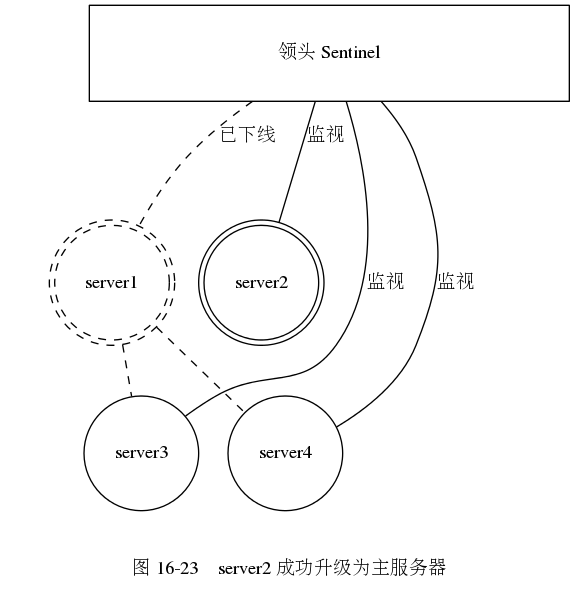 领头 Sentinel
已下线
监视
server1
server2
监视
监视
server3
server4
图 16-23 server2 成功升级为主服务器